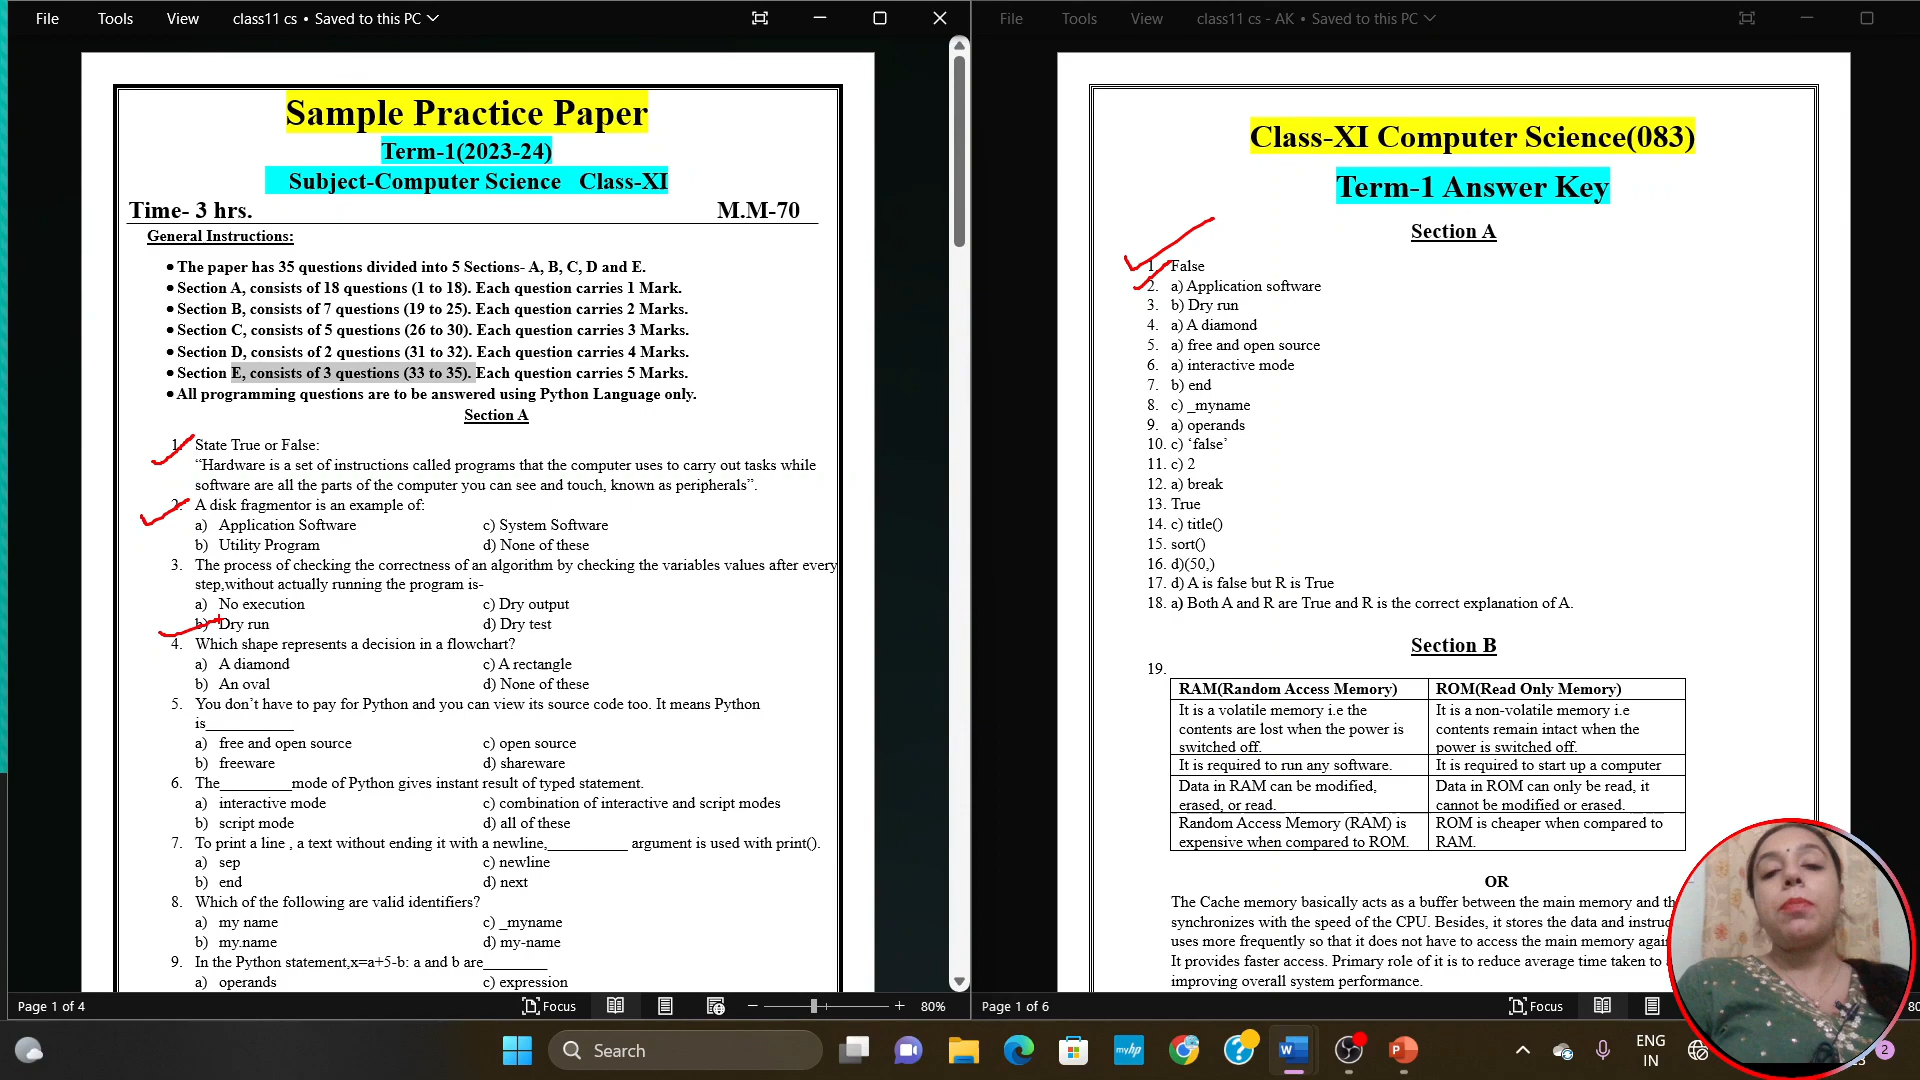 File Tools View class11 cs • Saved to this PC
Sample Practice Paper
Term-1(2023-24)
Subject-Computer Science Class-XI
Time- 3 hrs. M.M-70
General Instructions:
• The paper has 35 questions divided into 5 Sections- A, B, C, D and E.
• Section A, consists of 18 questions (1 to 18). Each question carries 1 Mark.
• Section B, consists of 7 questions (19 to 25). Each question carries 2 Marks.
• Section C, consists of 5 questions (26 to 30). Each question carries 3 Marks.
• Section D, consists of 2 questions (31 to 32). Each question carries 4 Marks.
• Section E, consists of 3 questions (33 to 35). Each question carries 5 Marks.
• All programming questions are to be answered using Python Language only.
Section A
1. State True or False:
“Hardware is a set of instructions called programs that the computer uses to carry out tasks while
software are all the parts of the computer you can see and touch, known as peripherals”.
2. A disk fragmentor is an example of:
a) Application Software c) System Software
b) Utility Program d) None of these
3. The process of checking the correctness of an algorithm by checking the variables values after every
step,without actually running the program is-
a) No execution c) Dry output
b) Dry run d) Dry test
4. Which shape represents a decision in a flowchart?
a) A diamond c) A rectangle
b) An oval d) None of these
5. You don’t have to pay for Python and you can view its source code too. It means Python
is___________
a) free and open source c) open source
b) freeware d) shareware
6. The_________mode of Python gives instant result of typed statement.
a) interactive mode c) combination of interactive and script modes
b) script mode d) all of these
7. To print a line , a text without ending it with a newline,__________ argument is used with print().
a) sep c) newline
b) end d) next
8. Which of the following are valid identifiers?
a) my name c) _myname
b) my.name d) my-name
9. In the Python statement,x=a+5-b: a and b are________
a) operands c) expression
Page 1 of 4 Focus 80%
File Tools View class11 cs - AK • Saved to this PC
Class-XI Computer Science(083)
Term-1 Answer Key
Section A
1. False
2. a) Application software
3. b) Dry run
4. a) A diamond
5. a) free and open source
6. a) interactive mode
7. b) end
8. c) _myname
9. a) operands
10. c) ‘false’
11. c) 2
12. a) break
13. True
14. c) title()
15. sort()
16. d)(50,)
17. d) A is false but R is True
18. a) Both A and R are True and R is the correct explanation of A.
Section B
19.
RAM(Random Access Memory) ROM(Read Only Memory)
It is a volatile memory i.e the It is a non-volatile memory i.e
contents are lost when the power is contents remain intact when the
switched off. power is switched off.
It is required to run any software. It is required to start up a computer
Data in RAM can be modified, Data in ROM can only be read, it
erased, or read. cannot be modified or erased.
Random Access Memory (RAM) is ROM is cheaper when compared to
expensive when compared to ROM. RAM.
OR
The Cache memory basically acts as a buffer between the main memory and
synchronizes with the speed of the CPU. Besides, it stores the data and
uses more frequently so that it does not have to access the main memory
It provides faster access. Primary role of it is to reduce average time taken to
improving overall system performance.
Page 1 of 6 Focus
Search myhp ENG
IN 2